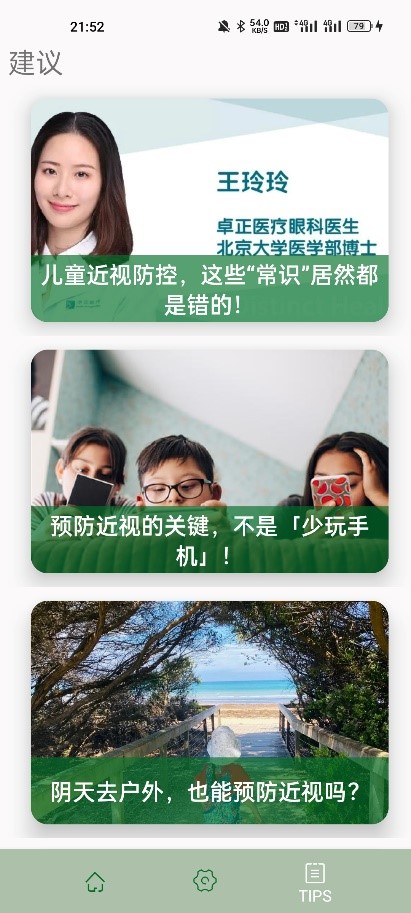 21:52
54.0
KB/S
HD
4G
4G
79
建议
王玲玲
卓正医疗眼科医生
北京大学医学部博士
儿童近视防控，这些“常识”居然都
是错的！
预防近视的关键，不是「少玩手
机」！
阴天去户外，也能预防近视吗？
TIPS